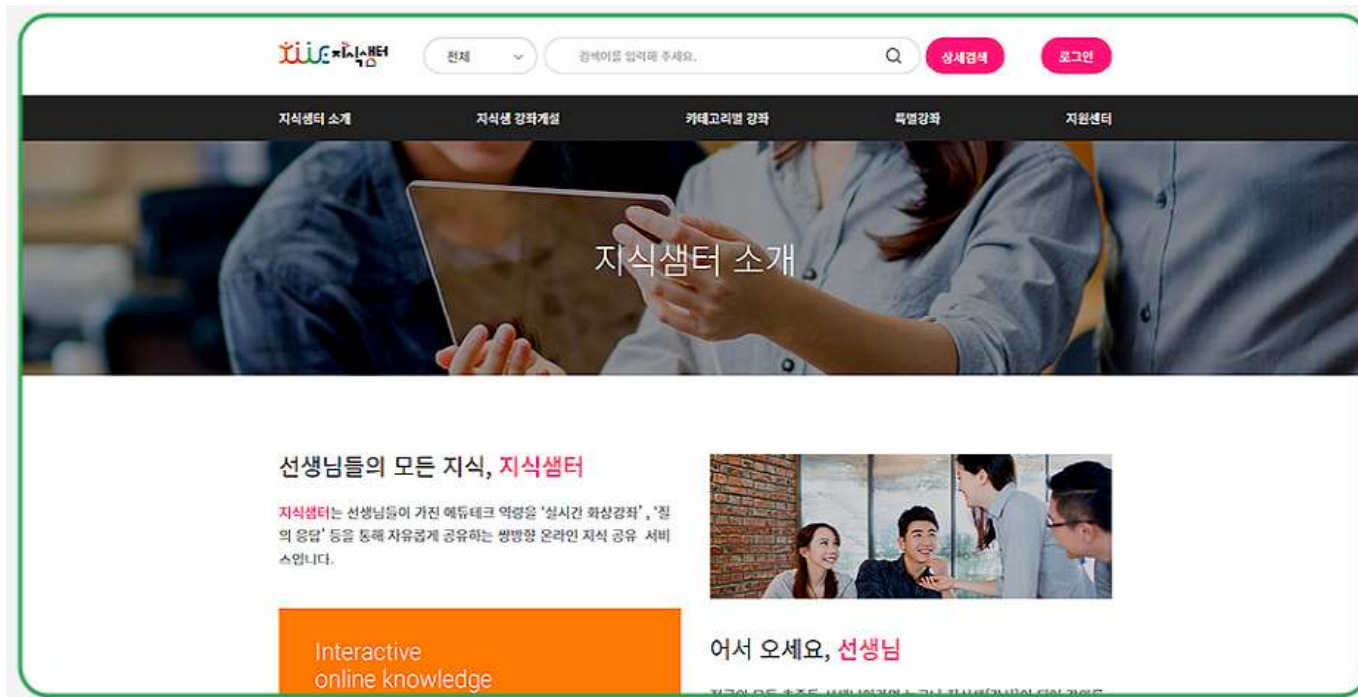 지식샘터
전체
검색어를 입력해 주세요.
상세검색
로그인
지식샘터 소개
지식샘 강좌개설
카테고리별 강좌
특별강좌
지원센터
지식샘터 소개
선생님들의 모든 지식, 지식샘터
지식샘터는 선생님들이 가진 에듀테크 역량을 '실시간 화상강좌', '질
의 응답' 등을 통해 자유롭게 공유하는 쌍방향 온라인 지식 공유 서비
스입니다.
Interactive
online knowledge
어서 오세요, 선생님